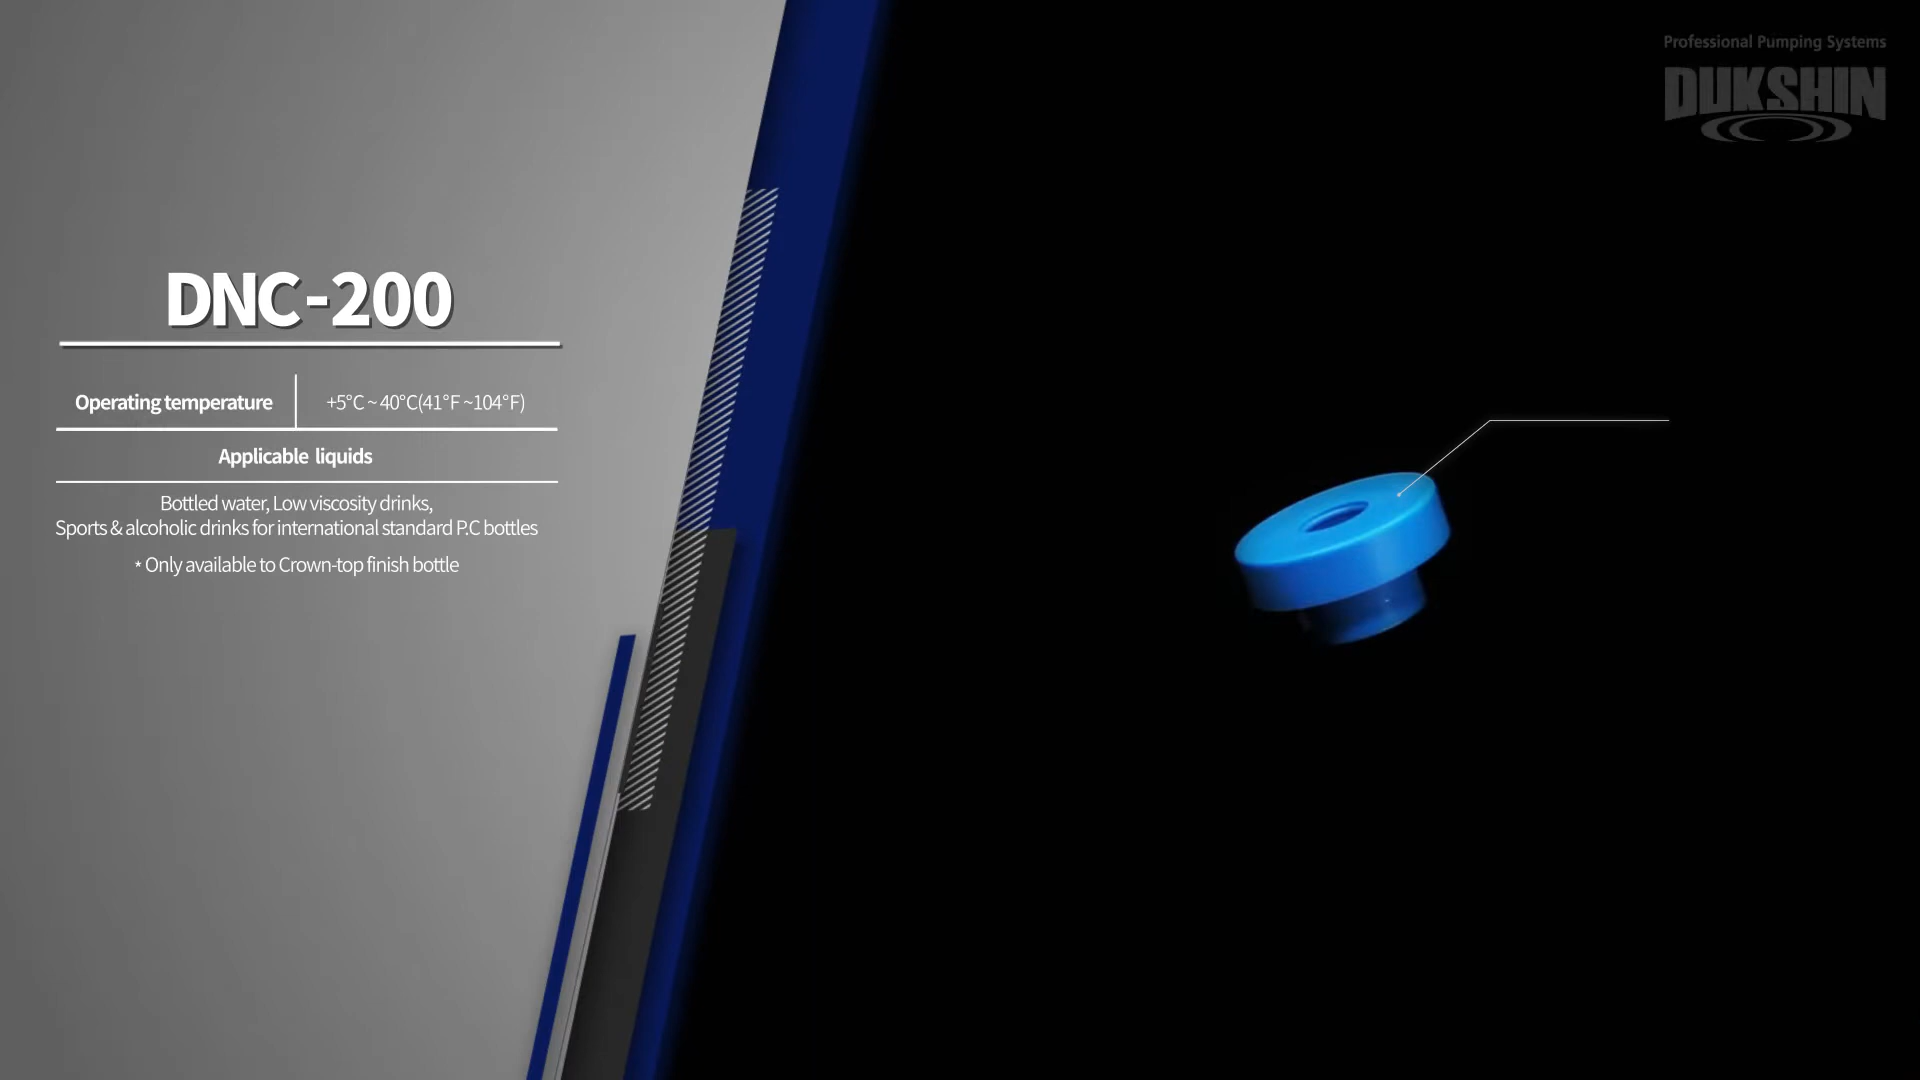 Professional Pumping Systems
DUKSHIN
DNC-200
Operating temperature
+5°C ~ 40°C(41°F ~104°F)
Applicable liquids
Bottled water, Low viscosity drinks,
Sports & alcoholic drinks for international standard P.C bottles
* Only available to Crown-top finish bottle